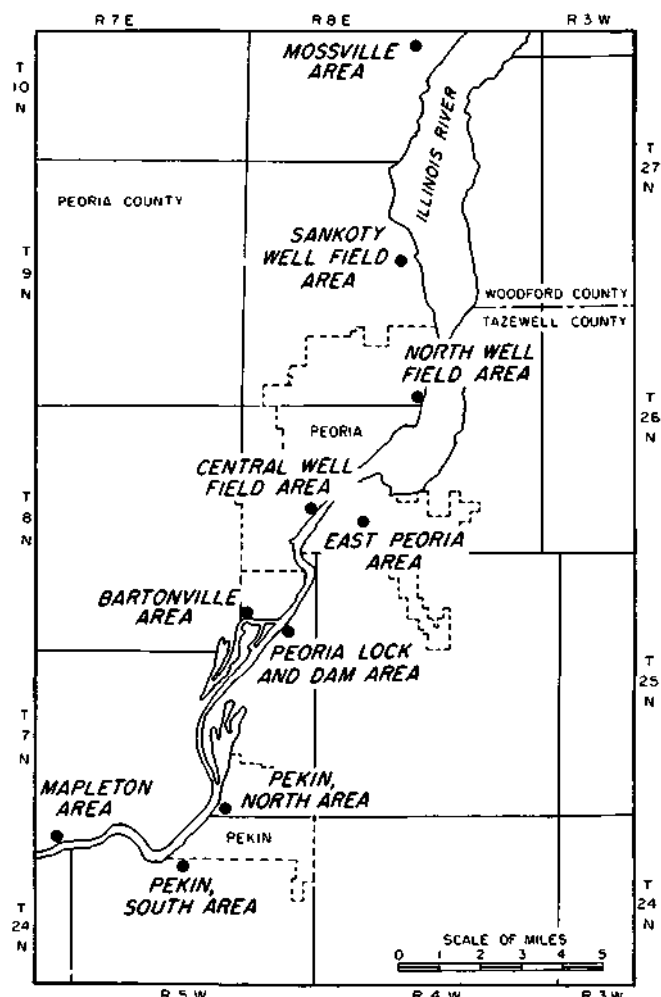 R 7 E
R 8 E
R 3 W
MOSSVILLE
AREA
T
10
N
ILLINOIS RIVER
T
27
N
PEORIA COUNTY
SANKOTY
WELL FIELD
AREA
T
9
N
WOODFORD COUNTY
TAZEWELL COUNTY
NORTH WELL
FIELD AREA
T
26
N
PEORIA
CENTRAL WELL
FIELD AREA
T
8
N
EAST PEORIA
AREA
BARTONVILLE
AREA
PEORIA LOCK
AND DAM AREA
T
25
N
T
7
N
MAPLETON
AREA
PEKIN,
NORTH AREA
PEKIN
PEKIN,
SOUTH AREA
T
24
N
T
24
N
SCALE OF MILES
0 1 2 3 4 5
R 5 W
R 4 W
R 3 W